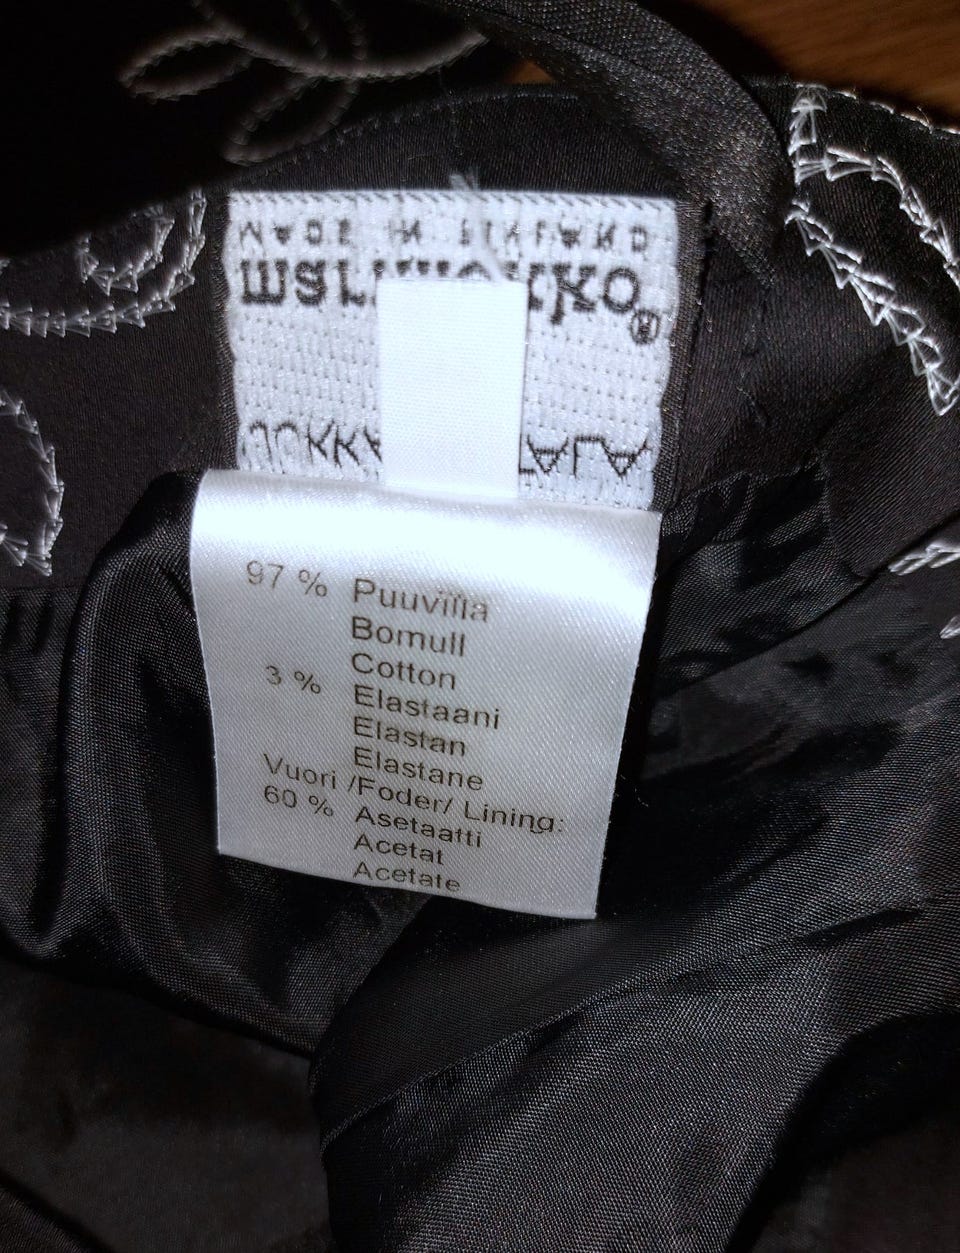 MADE IN FINLAND
marimekko®
JUKKA
97 % Puuvilla
Bomull
Cotton
3 % Elastaani
Elastan
Elastane
Vuori /Foder/ Lining:
60 % Asetaatti
Acetat
Acetate